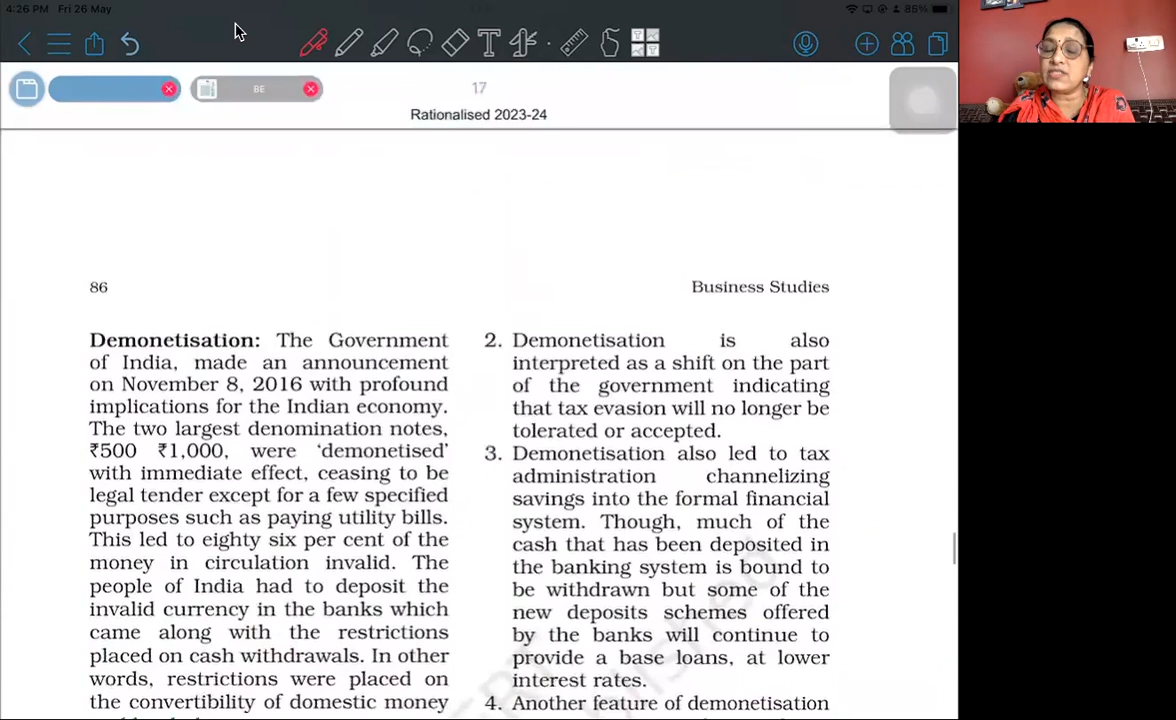 4:26 PM Fri 26 May
85%
BE
17
Rationalised 2023-24
86
Business Studies
Demonetisation: The Government
of India, made an announcement
on November 8, 2016 with profound
implications for the Indian economy.
The two largest denomination notes,
₹500 ₹1,000, were ‘demonetised’
with immediate effect, ceasing to be
legal tender except for a few specified
purposes such as paying utility bills.
This led to eighty six per cent of the
money in circulation invalid. The
people of India had to deposit the
invalid currency in the banks which
came along with the restrictions
placed on cash withdrawals. In other
words, restrictions were placed on
the convertibility of domestic money
2. Demonetisation is also
interpreted as a shift on the part
of the government indicating
that tax evasion will no longer be
tolerated or accepted.
3. Demonetisation also led to tax
administration channelizing
savings into the formal financial
system. Though, much of the
cash that has been deposited in
the banking system is bound to
be withdrawn but some of the
new deposits schemes offered
by the banks will continue to
provide a base loans, at lower
interest rates.
4. Another feature of demonetisation